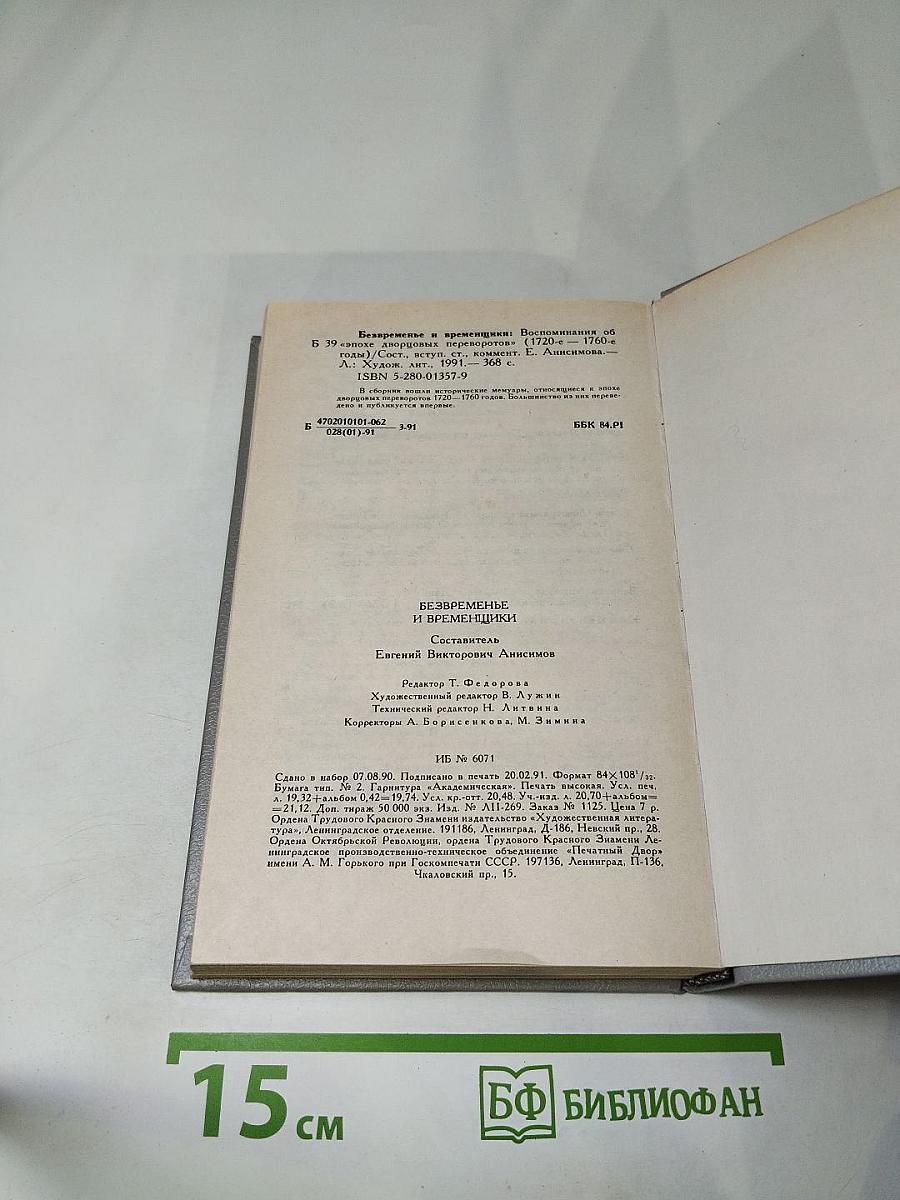 Безвременье и временщики: Воспоминания об
Б 39 «эпохе дворцовых переворотов» (1720-е — 1760-е
годы)/Сост., вступ. ст., коммент. Е. Анисимова.—
Л.: Худож. лит., 1991.— 368 с.
ISBN 5-280-01357-9
В сборник вошли исторические мемуары, относящиеся к эпохе
дворцовых переворотов 1720—1760 годов. Большинство из них переве-
дено и публикуется впервые.
Б 4702010101-062
028(01)-91 3-91
ББК 84.Р1
БЕЗВРЕМЕНЬЕ
И ВРЕМЕНЩИКИ
Составитель
Евгений Викторович Анисимов
Редактор Т. Федорова
Художественный редактор В. Лужин
Технический редактор Н. Литвина
Корректоры А. Борисенкова, М. Зимина
ИБ № 6071
Сдано в набор 07.08.90. Подписано в печать 20.02.91. Формат 84×108¹/₃₂.
Бумага тип. № 2. Гарнитура «Академическая». Печать высокая. Усл. печ.
л. 19,32+альбом 0,42=19,74. Усл. кр.-отт. 20,48. Уч.-изд. л. 20,70+альбом=
=21,12. Доп. тираж 50 000 экз. Изд. № ЛII-269. Заказ № 1125. Цена 7 р.
Ордена Трудового Красного Знамени издательство «Художественная литера-
тура», Ленинградское отделение. 191186, Ленинград, Д-186, Невский пр., 28.
Ордена Октябрьской Революции, ордена Трудового Красного Знамени Ле-
нинградское производственно-техническое объединение «Печатный Двор»
имени А. М. Горького при Госкомпечати СССР. 197136, Ленинград, П-136,
Чкаловский пр., 15.
15 см
БФ БИБЛИОФАН